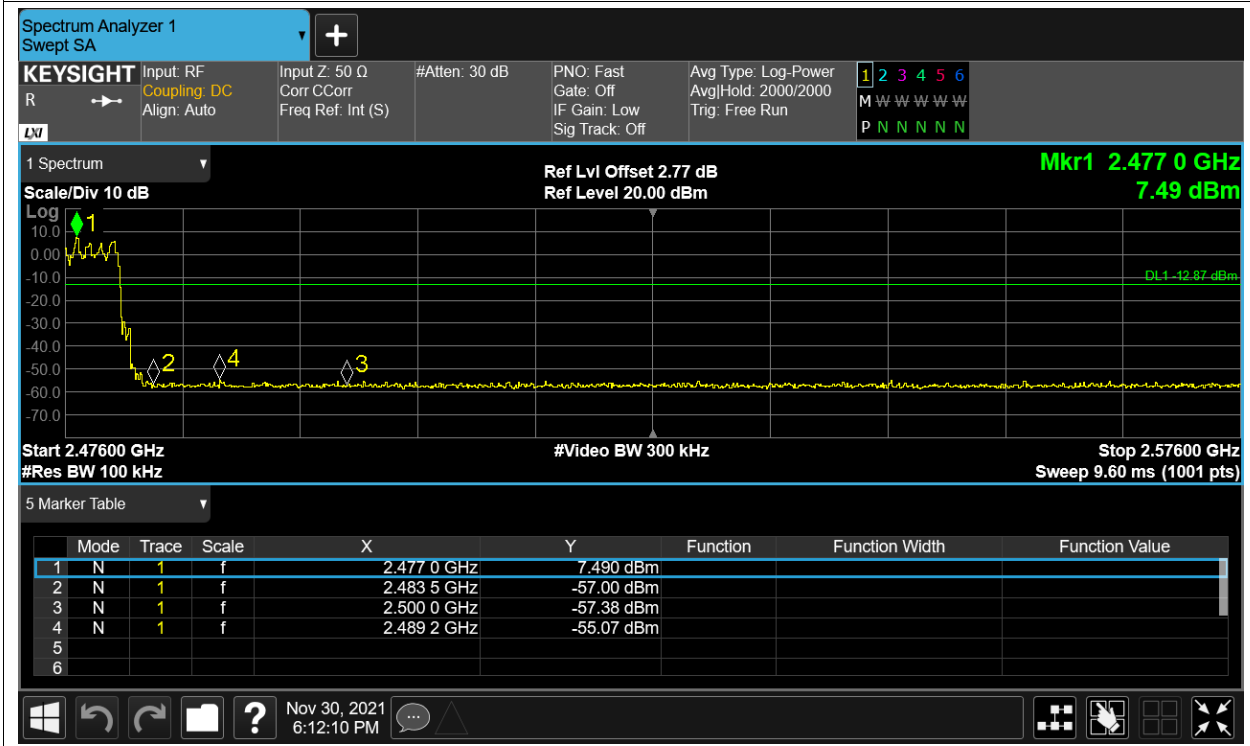 Spectrum Analyzer 1
Swept SA
KEYSIGHT Input: RF Input Z: 50 Ω #Atten: 30 dB PNO: Fast Avg Type: Log-Power 1 2 3 4 5 6
R Coupling: DC Corr CCorr Gate: Off Avg|Hold: 2000/2000 M W W W W W
Align: Auto Freq Ref: Int (S) IF Gain: Low Trig: Free Run
LXI Sig Track: Off P N N N N N N
1 Spectrum Ref Lvl Offset 2.77 dB Mkr1 2.477 0 GHz
Scale/Div 10 dB Ref Level 20.00 dBm 7.49 dBm
Log
1
10.0
0.00
-10.0 DL1 -12.87 dBm
-20.0
-30.0
-40.0
2 4 3
-50.0
-60.0
-70.0
Start 2.47600 GHz #Video BW 300 kHz Stop 2.57600 GHz
#Res BW 100 kHz Sweep 9.60 ms (1001 pts)
5 Marker Table
Mode Trace Scale X Y Function Function Width Function Value
1 N 1 f 2.477 0 GHz 7.490 dBm
2 N 1 f 2.483 5 GHz -57.00 dBm
3 N 1 f 2.500 0 GHz -57.38 dBm
4 N 1 f 2.489 2 GHz -55.07 dBm
5
6
? Nov 30, 2021
6:12:10 PM